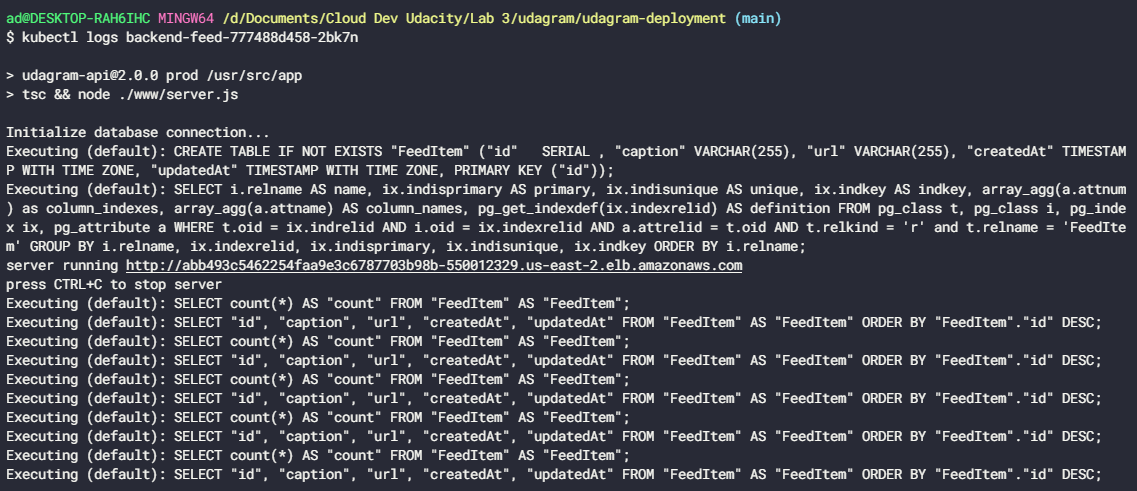 ad@DESKTOP-RAH6IHC MINGW64 /d/Documents/Cloud Dev Udacity/Lab 3/udagram/udagram-deployment (main)
$ kubectl logs backend-feed-777488d458-2bk7n

> udagram-api@2.0.0 prod /usr/src/app
> tsc && node ./www/server.js

Initialize database connection...
Executing (default): CREATE TABLE IF NOT EXISTS "FeedItem" ("id"   SERIAL , "caption" VARCHAR(255), "url" VARCHAR(255), "createdAt" TIMESTAM
P WITH TIME ZONE, "updatedAt" TIMESTAMP WITH TIME ZONE, PRIMARY KEY ("id"));
Executing (default): SELECT i.relname AS name, ix.indisprimary AS primary, ix.indisunique AS unique, ix.indkey AS indkey, array_agg(a.attnum
) as column_indexes, array_agg(a.attname) AS column_names, pg_get_indexdef(ix.indexrelid) AS definition FROM pg_class t, pg_class i, pg_inde
x ix, pg_attribute a WHERE t.oid = ix.indrelid AND i.oid = ix.indexrelid AND a.attrelid = t.oid AND t.relkind = 'r' and t.relname = 'FeedIte
m' GROUP BY i.relname, ix.indexrelid, ix.indisprimary, ix.indisunique, ix.indkey ORDER BY i.relname;
server running http://abb493c5462254faa9e3c6787703b98b-550012329.us-east-2.elb.amazonaws.com
press CTRL+C to stop server
Executing (default): SELECT count(*) AS "count" FROM "FeedItem" AS "FeedItem";
Executing (default): SELECT "id", "caption", "url", "createdAt", "updatedAt" FROM "FeedItem" AS "FeedItem" ORDER BY "FeedItem"."id" DESC;
Executing (default): SELECT count(*) AS "count" FROM "FeedItem" AS "FeedItem";
Executing (default): SELECT "id", "caption", "url", "createdAt", "updatedAt" FROM "FeedItem" AS "FeedItem" ORDER BY "FeedItem"."id" DESC;
Executing (default): SELECT count(*) AS "count" FROM "FeedItem" AS "FeedItem";
Executing (default): SELECT "id", "caption", "url", "createdAt", "updatedAt" FROM "FeedItem" AS "FeedItem" ORDER BY "FeedItem"."id" DESC;
Executing (default): SELECT count(*) AS "count" FROM "FeedItem" AS "FeedItem";
Executing (default): SELECT "id", "caption", "url", "createdAt", "updatedAt" FROM "FeedItem" AS "FeedItem" ORDER BY "FeedItem"."id" DESC;
Executing (default): SELECT count(*) AS "count" FROM "FeedItem" AS "FeedItem";
Executing (default): SELECT "id", "caption", "url", "createdAt", "updatedAt" FROM "FeedItem" AS "FeedItem" ORDER BY "FeedItem"."id" DESC;